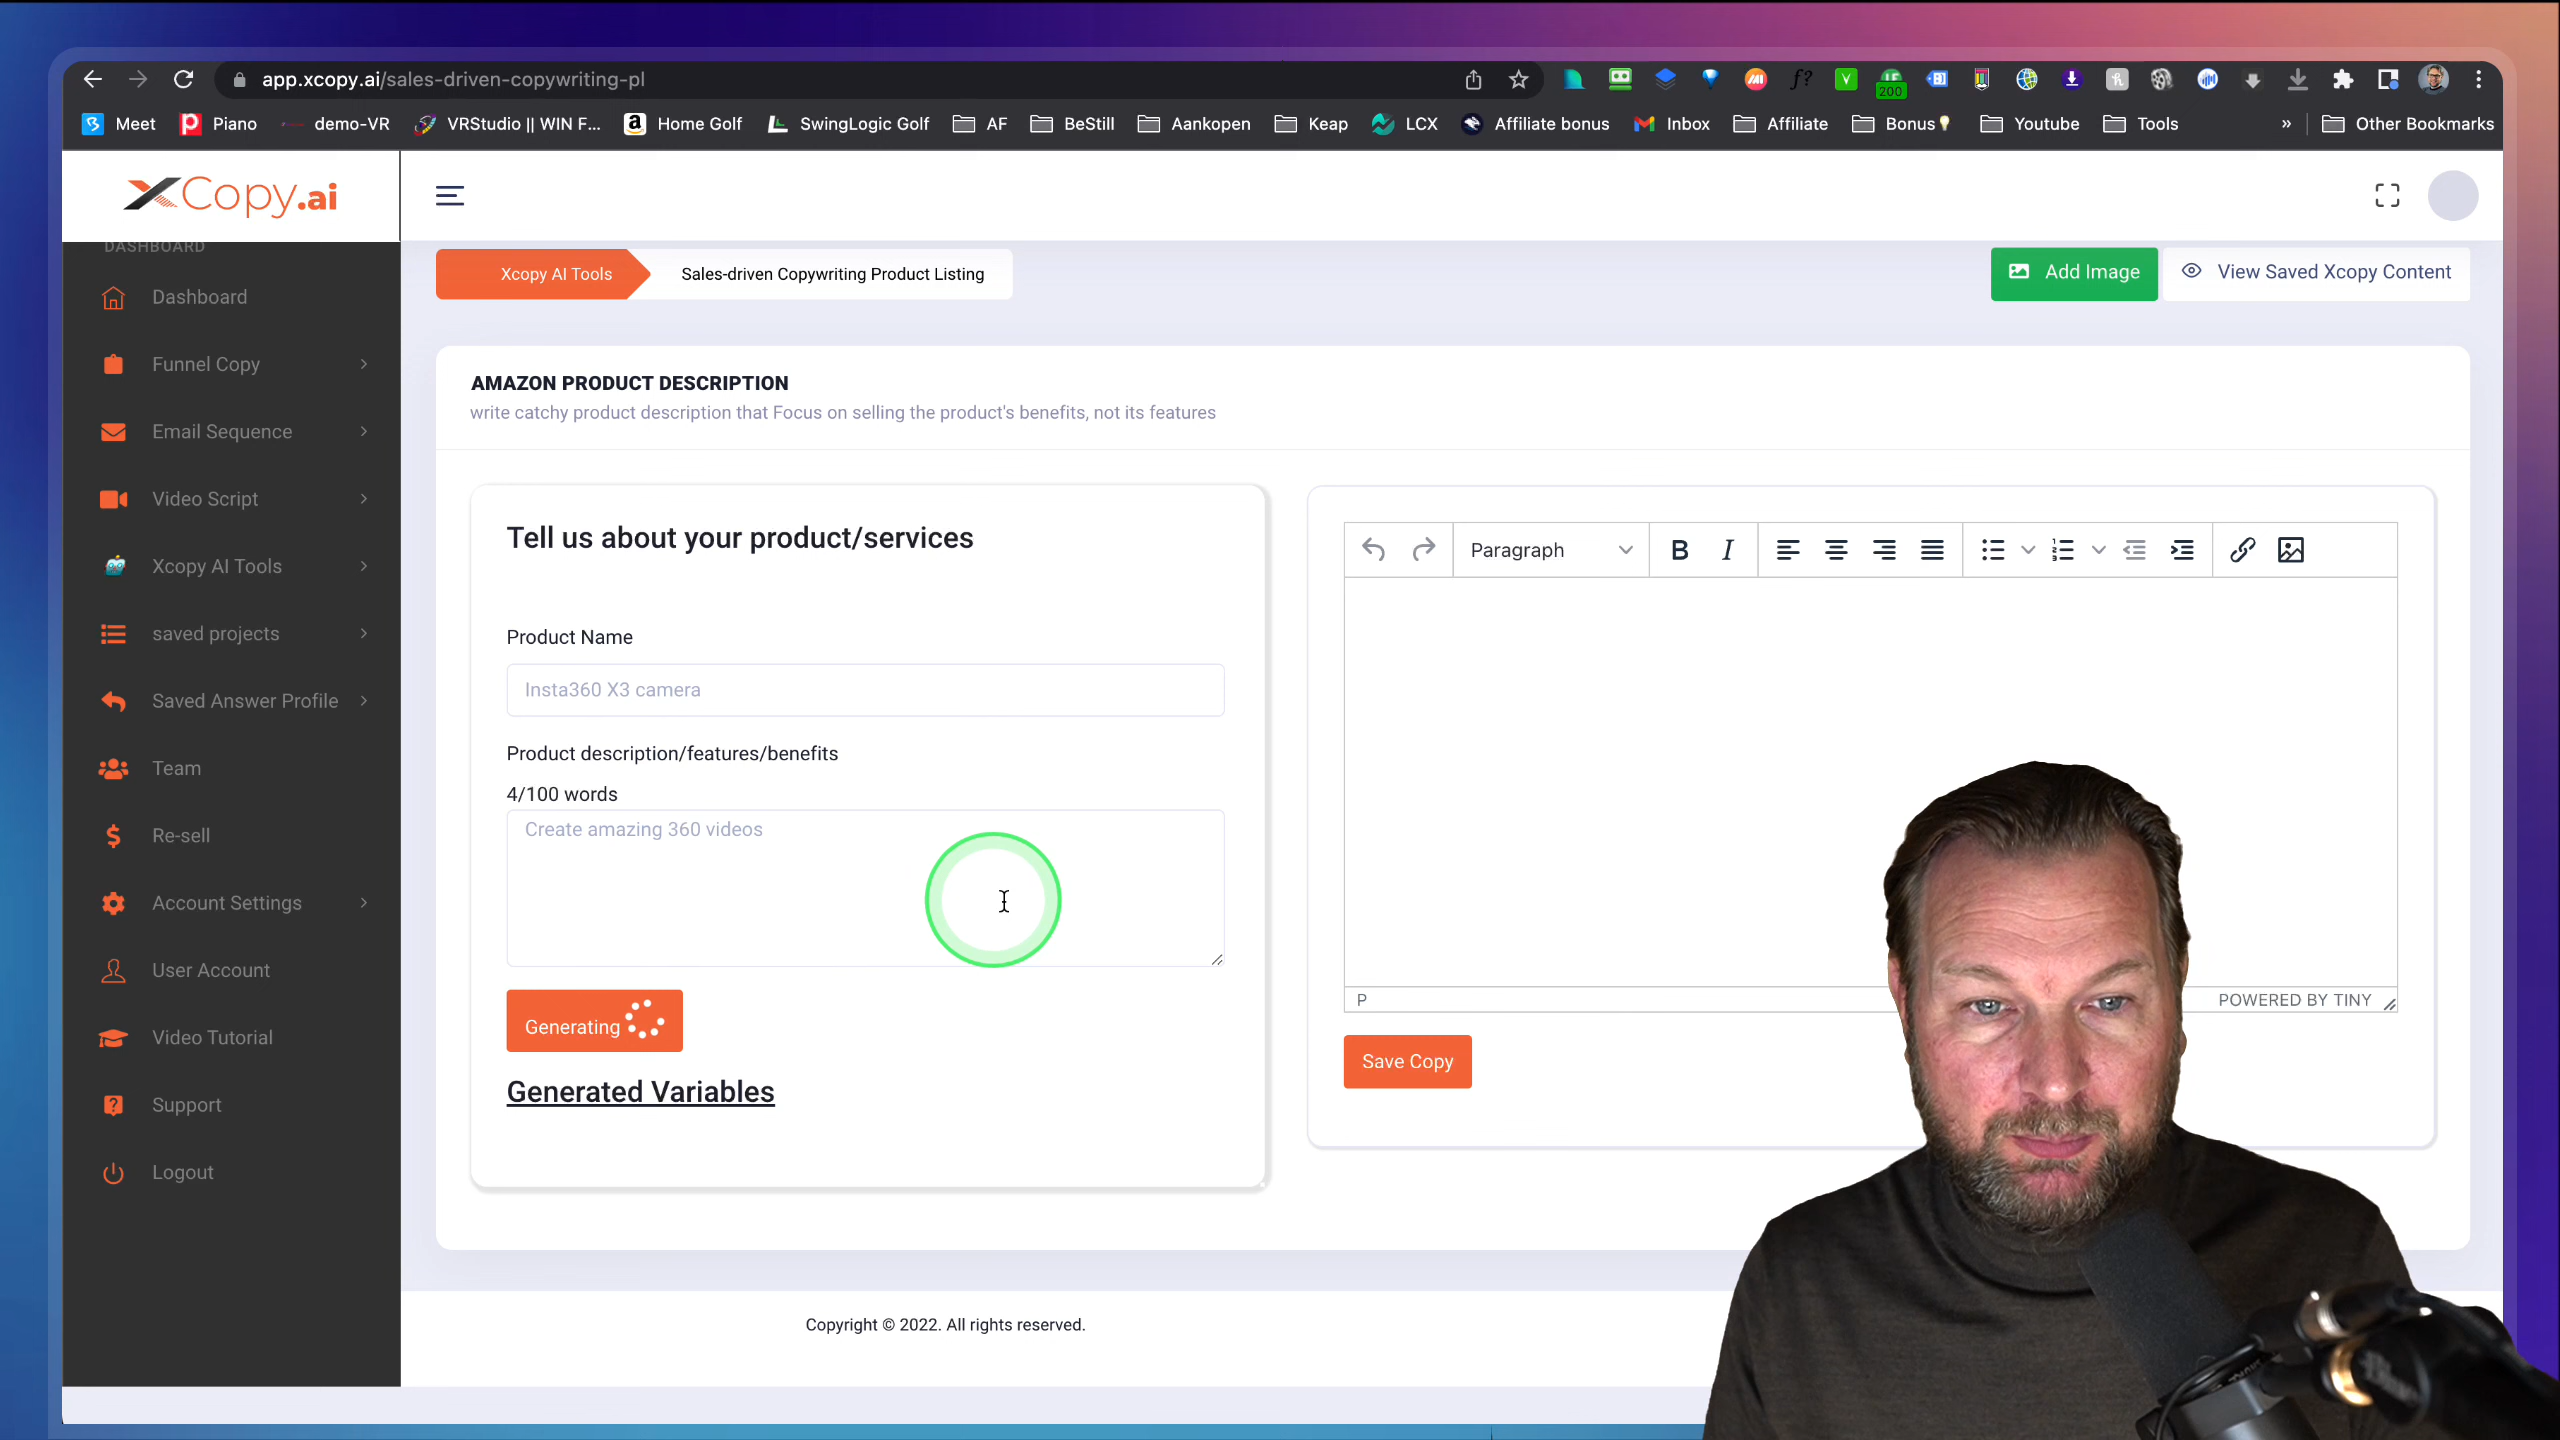 app.xcopy.ai/sales-driven-copywriting-pl
200
Meet
Piano
demo-VR
VRStudio || WIN F...
Home Golf
SwingLogic Golf
AF
BeStill
Aankopen
Keap
LCX
Affiliate bonus
Inbox
Affiliate
Bonus
Youtube
Tools
»
Other Bookmarks
XCopy.ai
DASHBOARD
Dashboard
Funnel Copy
Email Sequence
Video Script
Xcopy AI Tools
saved projects
Saved Answer Profile
Team
Re-sell
Account Settings
User Account
Video Tutorial
Support
Logout
Xcopy AI Tools
Sales-driven Copywriting Product Listing
Add Image
View Saved Xcopy Content
AMAZON PRODUCT DESCRIPTION
write catchy product description that Focus on selling the product's benefits, not its features
Tell us about your product/services
Product Name
Insta360 X3 camera
Product description/features/benefits
4/100 words
Create amazing 360 videos
Generating
Generated Variables
Paragraph
B I
P
POWERED BY TINY
Save Copy
Copyright © 2022. All rights reserved.